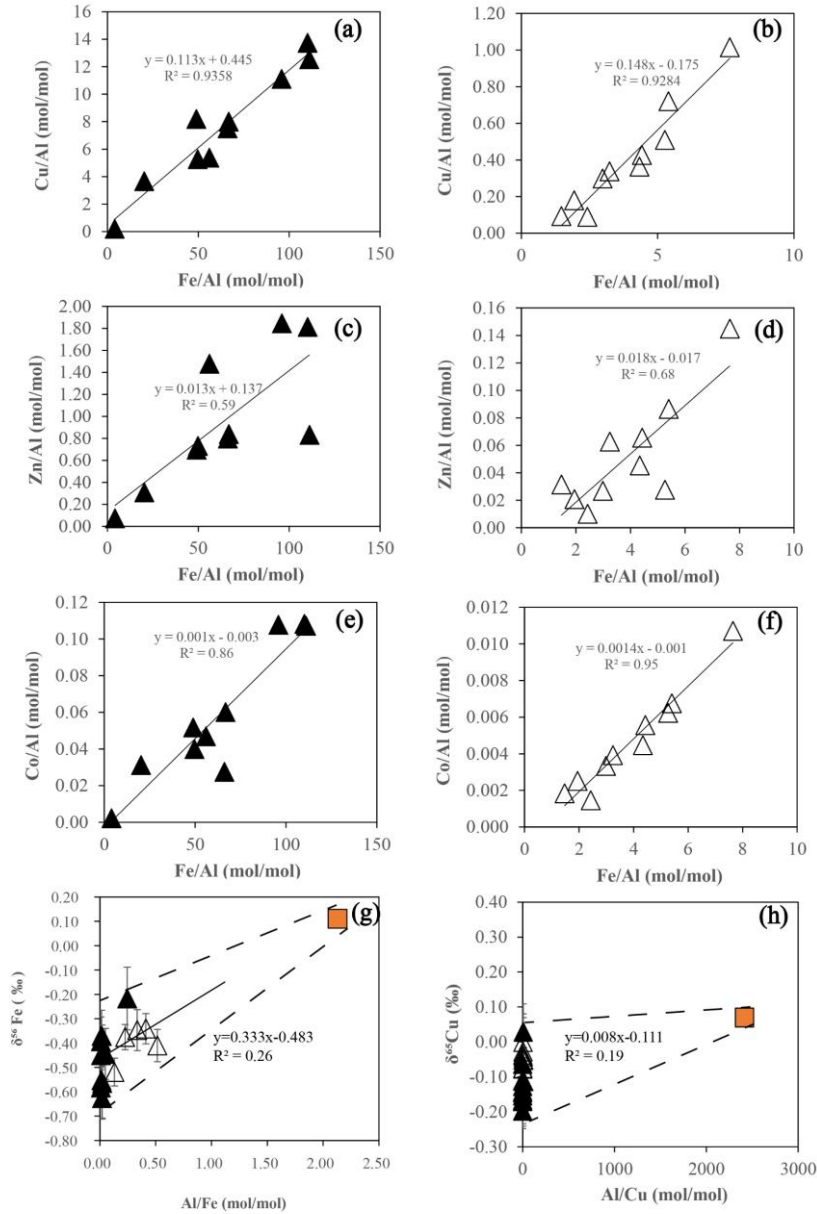 (a)
y = 0.113x + 0.445
R² = 0.9358
Cu/Al (mol/mol)
16
14
12
10
8
6
4
2
0
0 50 100 150
Fe/Al (mol/mol)
(b)
y = 0.148x - 0.175
R² = 0.9284
Cu/Al (mol/mol)
1.20
1.00
0.80
0.60
0.40
0.20
0.00
0 5 10
Fe/Al (mol/mol)
(c)
y = 0.013x + 0.137
R² = 0.59
Zn/Al (mol/mol)
2.00
1.80
1.60
1.40
1.20
1.00
0.80
0.60
0.40
0.20
0.00
0 50 100 150
Fe/Al (mol/mol)
(d)
y = 0.018x - 0.017
R² = 0.68
Zn/Al (mol/mol)
0.16
0.14
0.12
0.10
0.08
0.06
0.04
0.02
0.00
0 2 4 6 8 10
Fe/Al (mol/mol)
(e)
y = 0.001x - 0.003
R² = 0.86
Co/Al (mol/mol)
0.12
0.10
0.08
0.06
0.04
0.02
0.00
0 50 100 150
Fe/Al (mol/mol)
(f)
y = 0.0014x - 0.001
R² = 0.95
Co/Al (mol/mol)
0.012
0.010
0.008
0.006
0.004
0.002
0.000
0 2 4 6 8 10
Fe/Al (mol/mol)
(g)
y=0.333x-0.483
R² = 0.26
δ⁵⁶ Fe ( ‰)
0.20
0.10
0.00
-0.10
-0.20
-0.30
-0.40
-0.50
-0.60
-0.70
-0.80
0.00 0.50 1.00 1.50 2.00 2.50
Al/Fe (mol/mol)
(h)
y=0.008x-0.111
R² = 0.19
δ⁶⁵Cu (‰)
0.40
0.30
0.20
0.10
0.00
-0.10
-0.20
-0.30
0 1000 2000 3000
Al/Cu (mol/mol)